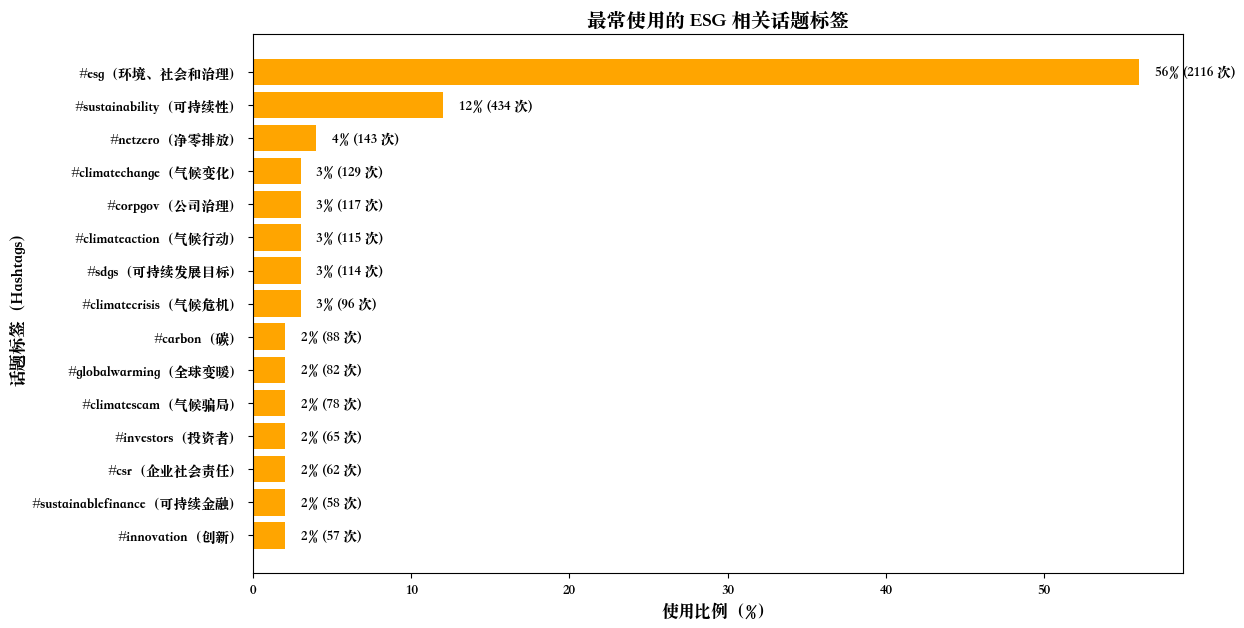 最常使用的 ESG 相关话题标签
#esg（环境、社会和治理） 56% (2116 次)
#sustainability（可持续性） 12% (434 次)
#netzero（净零排放） 4% (143 次)
#climatechange（气候变化） 3% (129 次)
#corpgov（公司治理） 3% (117 次)
#climateaction（气候行动） 3% (115 次)
#sdgs（可持续发展目标） 3% (114 次)
#climatecrisis（气候危机） 3% (96 次)
#carbon（碳） 2% (88 次)
#globalwarming（全球变暖） 2% (82 次)
#climatescam（气候骗局） 2% (78 次)
#investors（投资者） 2% (65 次)
#csr（企业社会责任） 2% (62 次)
#sustainablefinance（可持续金融） 2% (58 次)
#innovation（创新） 2% (57 次)
话题标签（Hashtags）
0 10 20 30 40 50
使用比例（%）